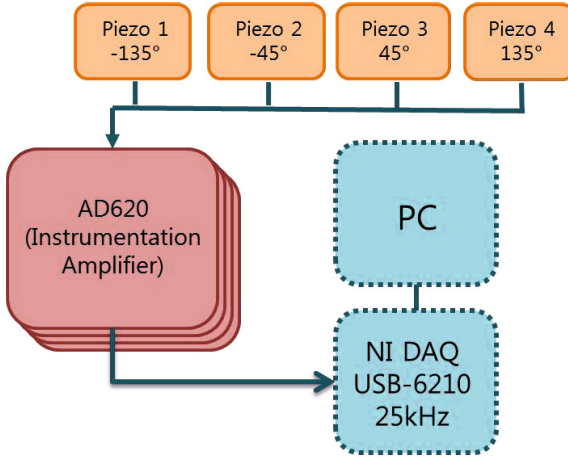 Piezo 1
-135°
Piezo 2
-45°
Piezo 3
45°
Piezo 4
135°
AD620
(Instrumentation
Amplifier)
PC
NI DAQ
USB-6210
25kHz